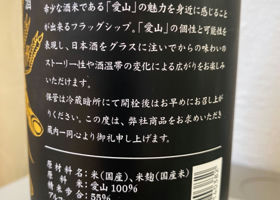 希少な酒米である「愛山」の魅力を身近に感じること
が出来るフラッグシップ。「愛山」の個性と可能性を
表現し、日本酒をグラスに注いでからの味わいの
ストーリー性や酒温帯の変化による広がりをお楽しみ
いただけます。
保管は冷蔵暗所にて開栓後はお早めにお召し上が
りください。この度は、弊社商品をお求めいただき
蔵内一同心より御礼申し上げます。
原材料名：米（国産）、米麹（国産米）
原料米：愛山 100%
精米歩合：55%